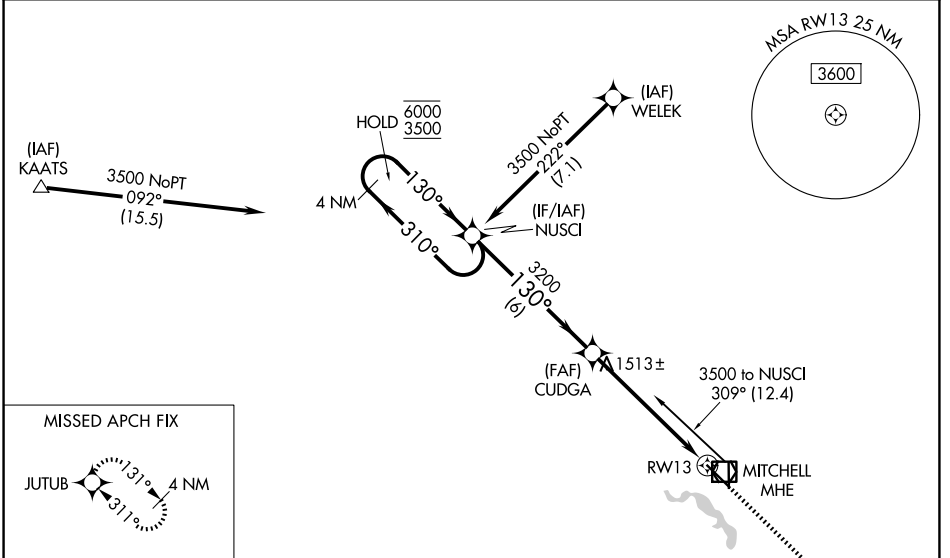 MSA RW13 25 NM
3600
(IAF)
WELEK
3500 NoPT
222°
(7.1)
HOLD
6000
3500
(IAF)
KAATS
3500 NoPT
092°
(15.5)
4 NM
130°
310°
(IF/IAF)
NUSCI
3200
130°
(6)
(FAF)
CUDGA
1513±
3500 to NUSCI
309° (12.4)
RW13
MITCHELL
MHE
MISSED APCH FIX
JUTUB
131°
311°
4 NM